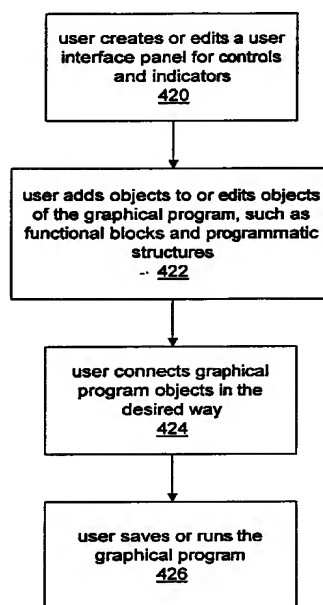 user creates or edits a user
interface panel for controls
and indicators
420
user adds objects to or edits objects
of the graphical program, such as
functional blocks and programmatic
structures
422
user connects graphical
program objects in the
desired way
424
user saves or runs the
graphical program
426